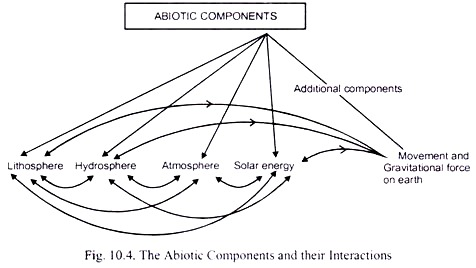 ABIOTIC COMPONENTS
Additional components
Lithosphere Hydrosphere Atmosphere Solar energy
Movement and
Gravitational force
on earth
Fig. 10.4. The Abiotic Components and their Interactions